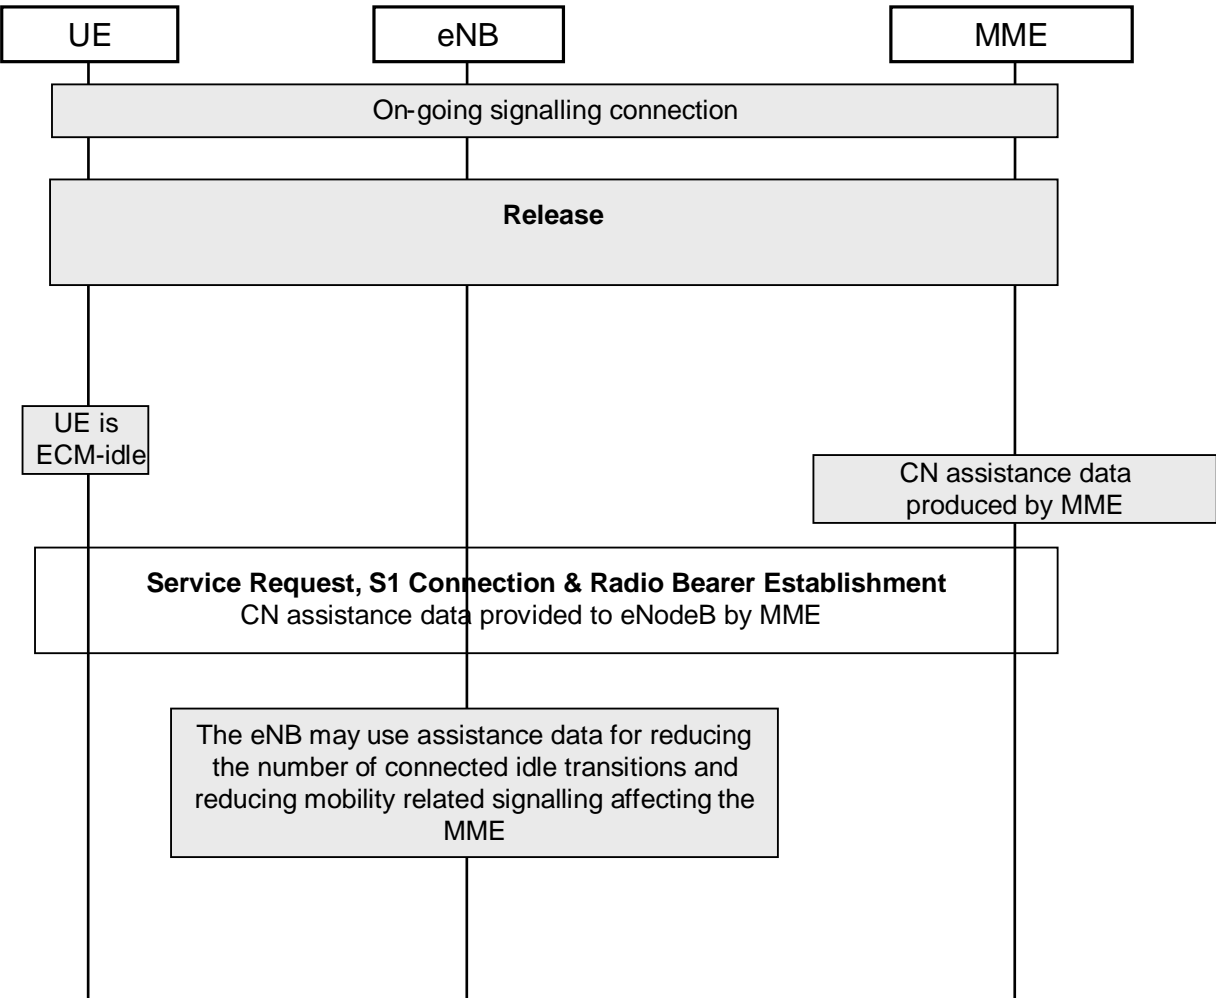 UE
eNB
MME
On-going signalling connection
Release
UE is
ECM-idle
CN assistance data
produced by MME
Service Request, S1 Connection & Radio Bearer Establishment
CN assistance data provided to eNodeB by MME
The eNB may use assistance data for reducing
the number of connected idle transitions and
reducing mobility related signalling affecting the
MME